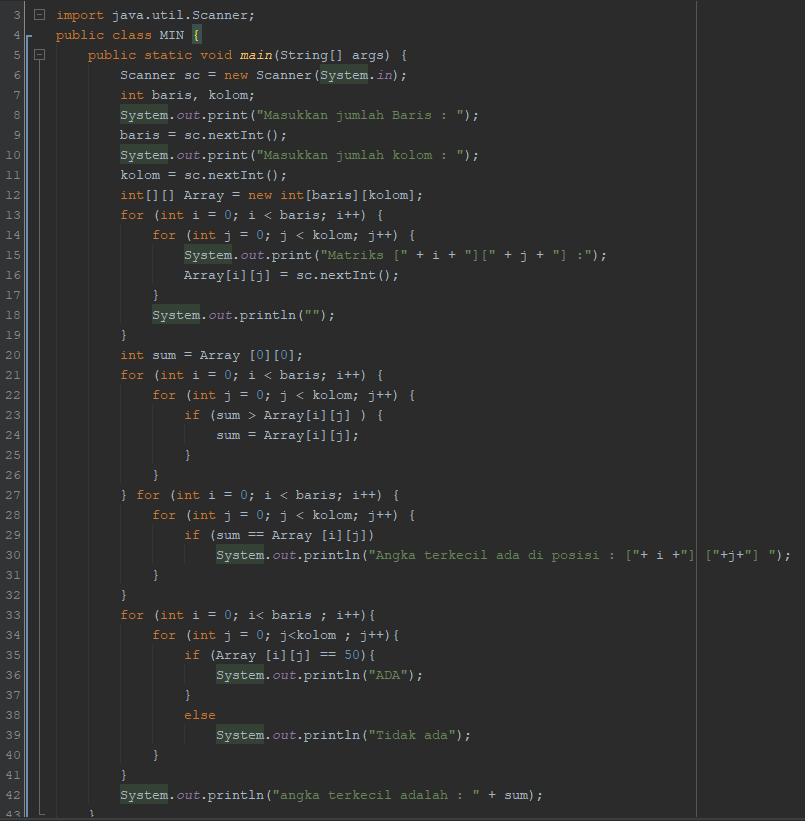 3 import java.util.Scanner;
4 public class MIN {
5     public static void main(String[] args) {
6         Scanner sc = new Scanner(System.in);
7         int baris, kolom;
8         System.out.print("Masukkan jumlah Baris : ");
9         baris = sc.nextInt();
10         System.out.print("Masukkan jumlah kolom : ");
11         kolom = sc.nextInt();
12         int[][] Array = new int[baris][kolom];
13         for (int i = 0; i < baris; i++) {
14             for (int j = 0; j < kolom; j++) {
15                 System.out.print("Matriks [" + i + "][" + j + "] :");
16                 Array[i][j] = sc.nextInt();
17             }
18             System.out.println("");
19         }
20         int sum = Array [0][0];
21         for (int i = 0; i < baris; i++) {
22             for (int j = 0; j < kolom; j++) {
23                 if (sum > Array[i][j] ) {
24                     sum = Array[i][j];
25                 }
26             }
27         } for (int i = 0; i < baris; i++) {
28             for (int j = 0; j < kolom; j++) {
29                 if (sum == Array [i][j])
30                     System.out.println("Angka terkecil ada di posisi : ["+ i +"] ["+j+"] ");
31             }
32         }
33         for (int i = 0; i< baris ; i++){
34             for (int j = 0; j<kolom ; j++){
35                 if (Array [i][j] == 50){
36                     System.out.println("ADA");
37                 }
38                 else
39                     System.out.println("Tidak ada");
40             }
41         }
42         System.out.println("angka terkecil adalah : " + sum);
43     }